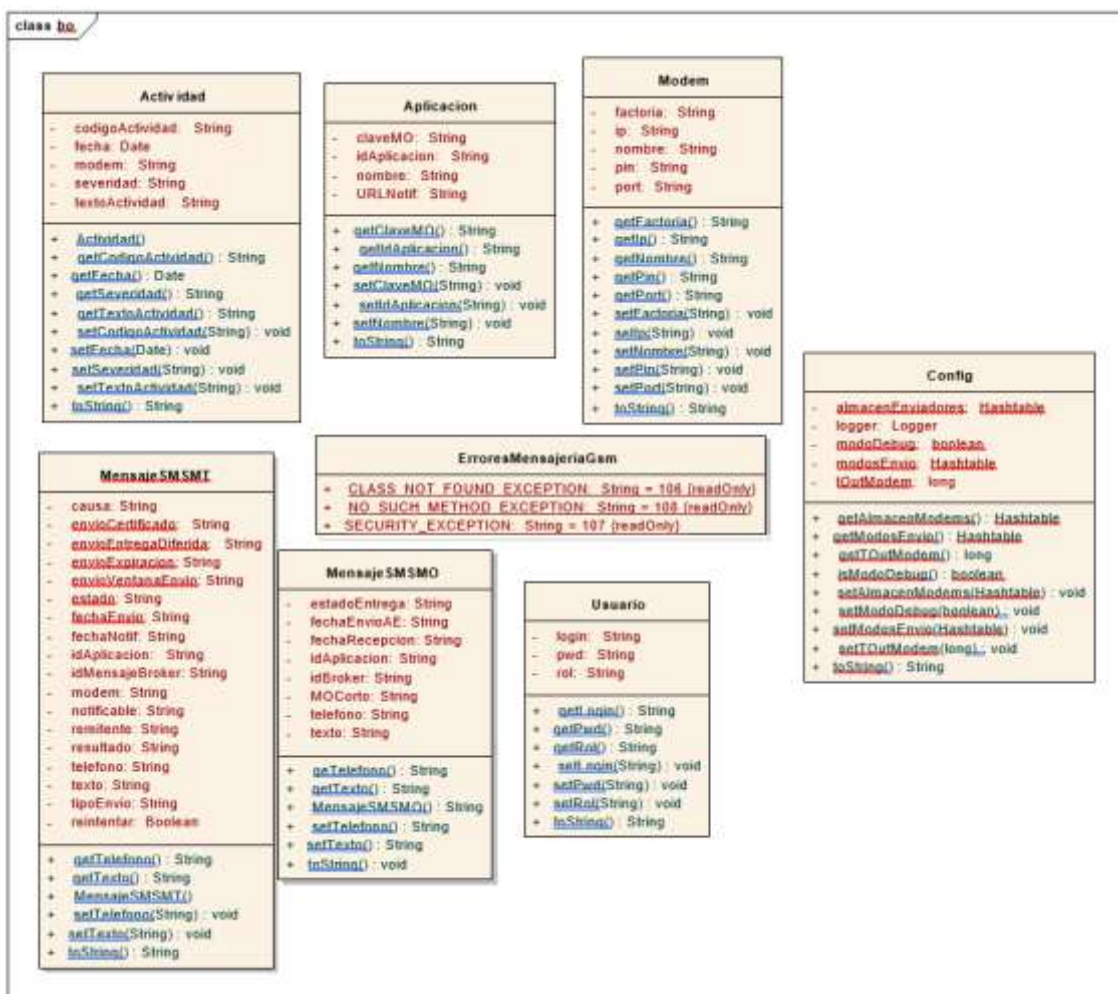 class bo
Actividad
- codigoActividad: String
- fecha: Date
- modem: String
- severidad: String
- textoActividad: String
+ Actividad()
+ getCodigoActividad() : String
+ getFecha() : Date
+ getSeveridad() : String
+ getTextoActividad() : String
+ setCodigoActividad(String) : void
+ setFecha(Date) : void
+ setSeveridad(String) : void
+ setTextoActividad(String) : void
+ toString() : String
Aplicacion
- claveMO: String
- idAplicacion: String
- nombre: String
- URLNotif: String
+ getClaveMO() : String
+ getIdAplicacion() : String
+ getNombre() : String
+ setClaveMO(String) : void
+ setIdAplicacion(String) : void
+ setNombre(String) : void
+ toString() : String
Modem
- factoria: String
- ip: String
- nombre: String
- pin: String
- port: String
+ getFactoria() : String
+ getIp() : String
+ getNombre() : String
+ getPin() : String
+ getPort() : String
+ setFactoria(String) : void
+ setIp(String) : void
+ setNombre(String) : void
+ setPin(String) : void
+ setPort(String) : void
+ toString() : String
Config
- almacenEnviadores: Hashtable
- logger: Logger
- modoDebug: boolean
- modosEnvio: Hashtable
- tOutModem: long
+ getAlmacenModems() : Hashtable
+ getModosEnvio() : Hashtable
+ getTOutModem() : long
+ isModoDebug() : boolean
+ setAlmacenModems(Hashtable) : void
+ setModoDebug(boolean) : void
+ setModosEnvio(Hashtable) : void
+ setTOutModem(long) : void
+ toString() : String
ErroresMensajeriaGsm
+ CLASS_NOT_FOUND_EXCEPTION: String = 106 {readOnly}
+ NO_SUCH_METHOD_EXCEPTION: String = 108 {readOnly}
+ SECURITY_EXCEPTION: String = 107 {readOnly}
MensajeSMSMT
- causa: String
- envioCertificado: String
- envioEntregaDiferida: String
- envioExpiracion: String
- envioVentanaEnvio: String
- estado: String
- fechaEnvio: String
- fechaNotif: String
- idAplicacion: String
- idMensajeBroker: String
- modem: String
- notificable: String
- remitente: String
- resultado: String
- telefono: String
- texto: String
- tipoEnvio: String
- reintentar: Boolean
+ getTelefono() : String
+ getTexto() : String
+ MensajeSMSMT()
+ setTelefono(String) : void
+ setTexto(String) : void
+ toString() : String
MensajeSMSMO
- estadoEntrega: String
- fechaEnvioAE: String
- fechaRecepcion: String
- idAplicacion: String
- idBroker: String
- MOCorto: String
- telefono: String
- texto: String
+ geTelefono() : String
+ getTexto() : String
+ MensajeSMSMO() : String
+ setTelefono() : String
+ setTexto() : String
+ toString() : void
Usuario
- login: String
- pwd: String
- rol: String
+ getLogin() : String
+ getPwd() : String
+ getRol() : String
+ setLogin(String) : void
+ setPwd(String) : void
+ setRol(String) : void
+ toString() : String